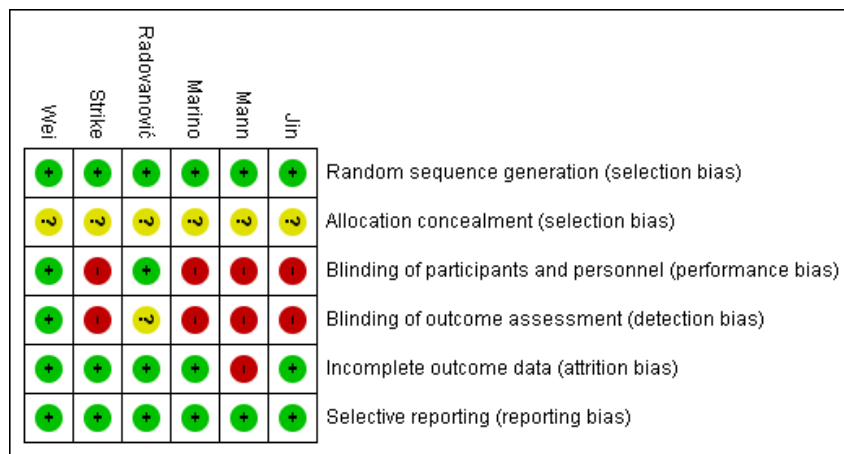 Wei
Strike
Radovanović
Marino
Mann
Jin
+ + + + + + Random sequence generation (selection bias)
? ? ? ? ? ? Allocation concealment (selection bias)
+ - + - - - Blinding of participants and personnel (performance bias)
+ - ? - - - Blinding of outcome assessment (detection bias)
+ + + + - + Incomplete outcome data (attrition bias)
+ + + + + + Selective reporting (reporting bias)